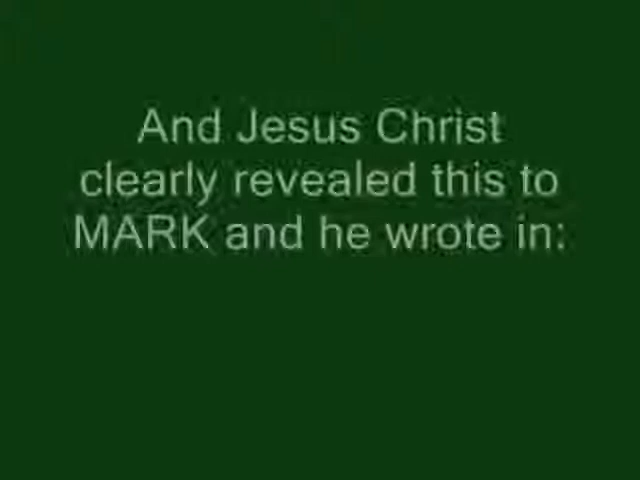 And Jesus Christ
clearly revealed this to
MARK and he wrote in: